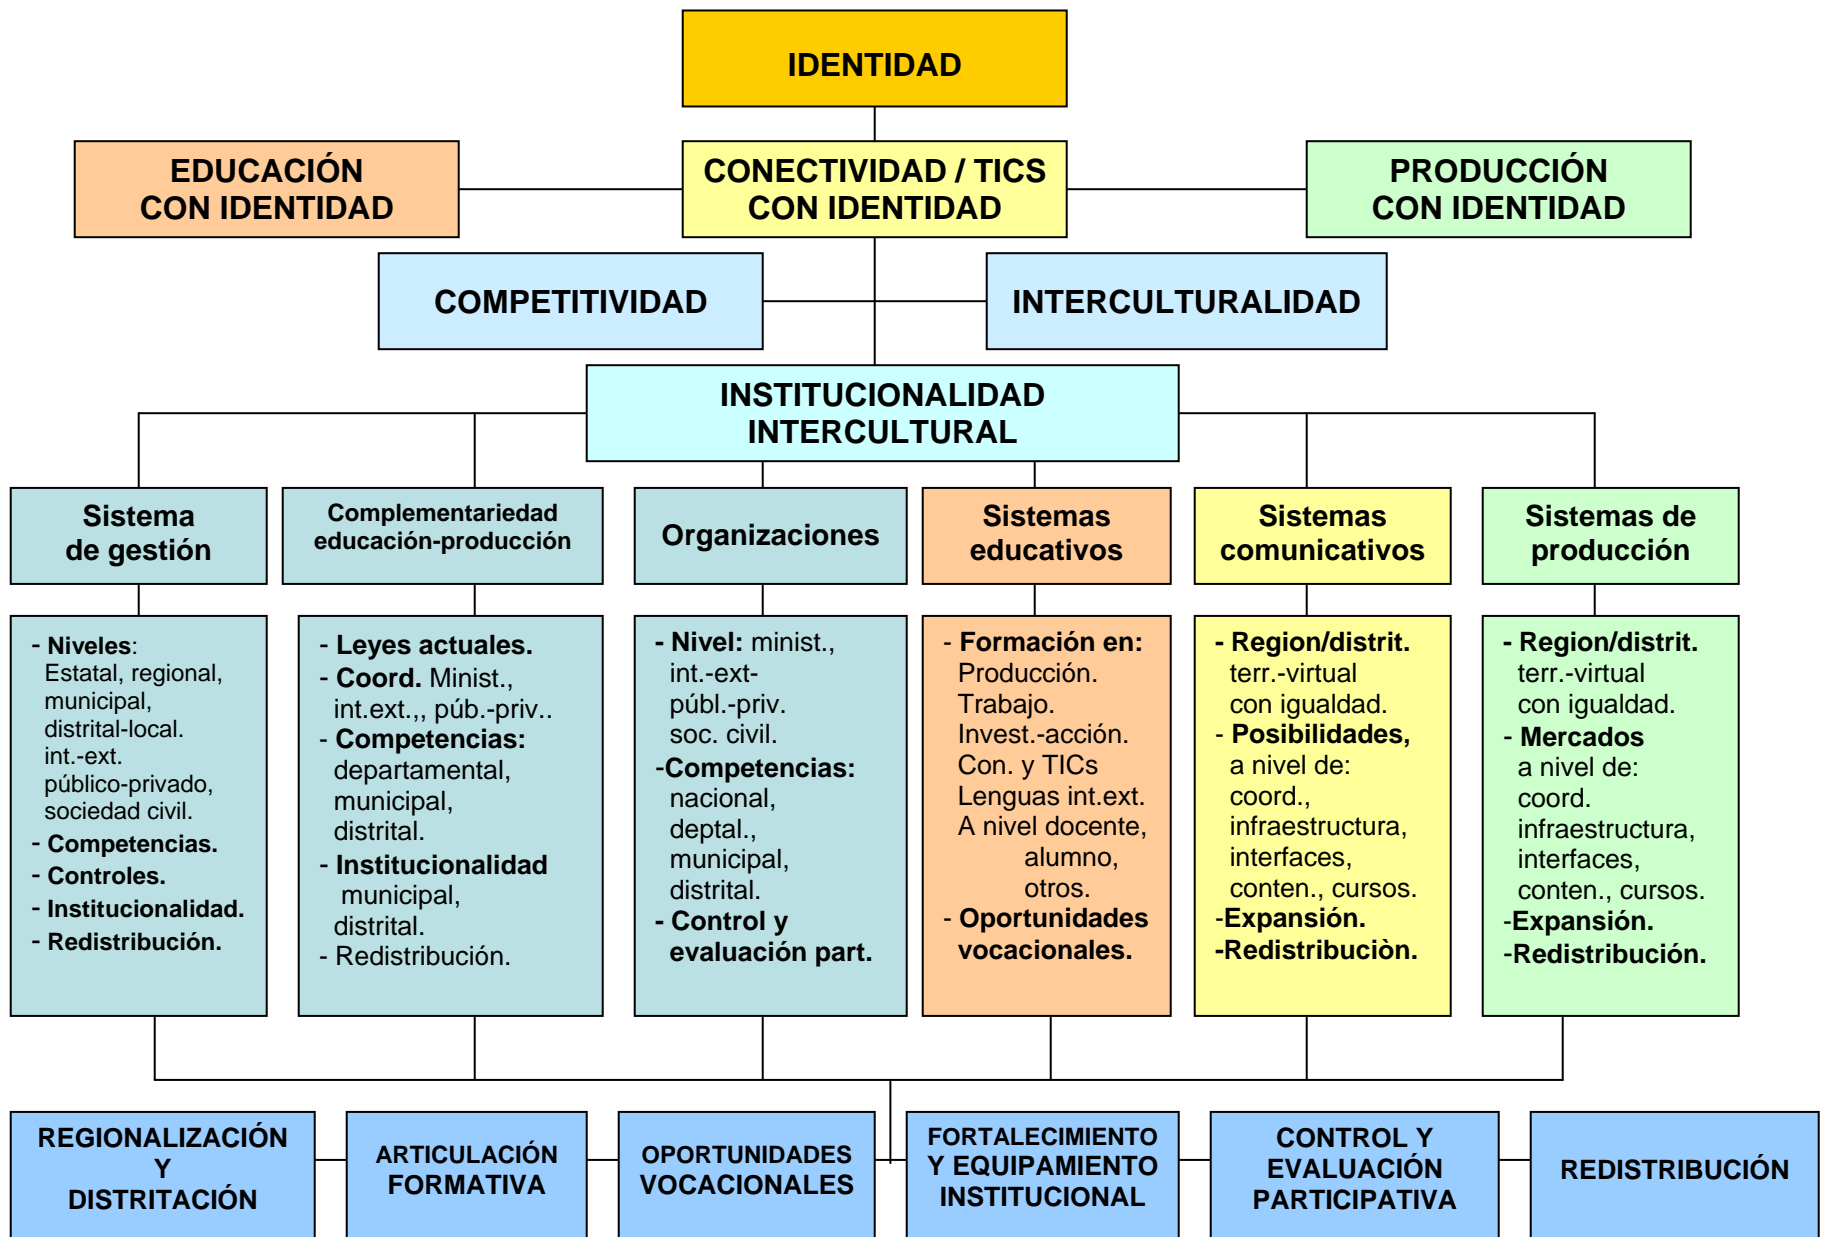 IDENTIDAD
EDUCACIÓN
CON IDENTIDAD
CONECTIVIDAD / TICS
CON IDENTIDAD
PRODUCCIÓN
CON IDENTIDAD
COMPETITIVIDAD
INTERCULTURALIDAD
INSTITUCIONALIDAD
INTERCULTURAL
Sistema
de gestión
Complementariedad
educación-producción
Organizaciones
Sistemas
educativos
Sistemas
comunicativos
Sistemas de
producción
- Niveles:
Estatal, regional,
municipal,
distrital-local.
int.-ext.
público-privado,
sociedad civil.
- Competencias.
- Controles.
- Institucionalidad.
- Redistribución.
- Leyes actuales.
- Coord. Minist.,
int.ext.,, púb.-priv..
- Competencias:
departamental,
municipal,
distrital.
- Institucionalidad
municipal,
distrital.
- Redistribución.
- Nivel: minist.,
int.-ext-
públ.-priv.
soc. civil.
-Competencias:
nacional,
deptal.,
municipal,
distrital.
- Control y
evaluación part.
- Formación en:
Producción.
Trabajo.
Invest.-acción.
Con. y TICs
Lenguas int.ext.
A nivel docente,
alumno,
otros.
- Oportunidades
vocacionales.
- Region/distrit.
terr.-virtual
con igualdad.
- Posibilidades,
a nivel de:
coord.,
infraestructura,
interfaces,
conten., cursos.
-Expansión.
-Redistribuciòn.
- Region/distrit.
terr.-virtual
con igualdad.
- Mercados
a nivel de:
coord.
infraestructura,
interfaces,
conten., cursos.
-Expansión.
-Redistribución.
REGIONALIZACIÓN
Y
DISTRITACIÓN
ARTICULACIÓN
FORMATIVA
OPORTUNIDADES
VOCACIONALES
FORTALECIMIENTO
Y EQUIPAMIENTO
INSTITUCIONAL
CONTROL Y
EVALUACIÓN
PARTICIPATIVA
REDISTRIBUCIÓN